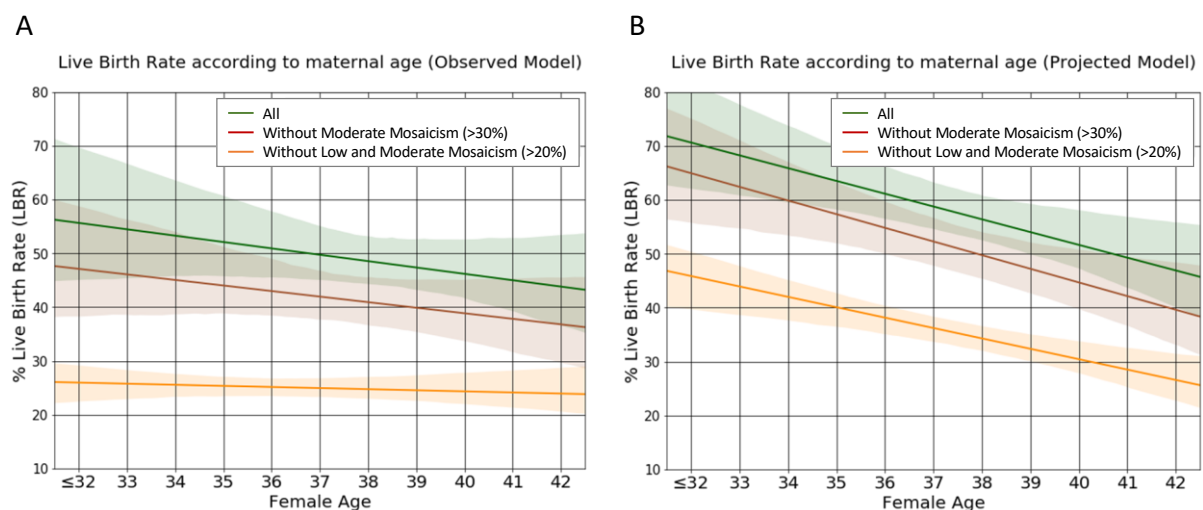 A
Live Birth Rate according to maternal age (Observed Model)
% Live Birth Rate (LBR)
80
70
60
50
40
30
20
10
All
Without Moderate Mosaicism (>30%)
Without Low and Moderate Mosaicism (>20%)
≤32 33 34 35 36 37 38 39 40 41 42
Female Age
B
Live Birth Rate according to maternal age (Projected Model)
% Live Birth Rate (LBR)
80
70
60
50
40
30
20
10
All
Without Moderate Mosaicism (>30%)
Without Low and Moderate Mosaicism (>20%)
≤32 33 34 35 36 37 38 39 40 41 42
Female Age